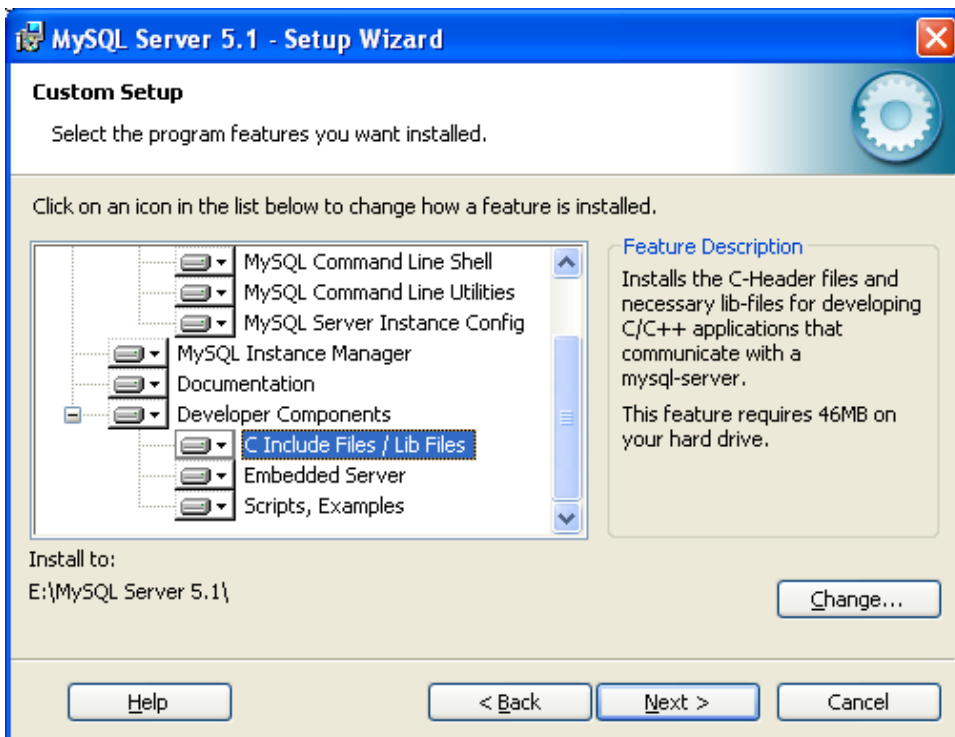 MySQL Server 5.1 - Setup Wizard
Custom Setup
Select the program features you want installed.
Click on an icon in the list below to change how a feature is installed.
MySQL Command Line Shell
MySQL Command Line Utilities
MySQL Server Instance Config
MySQL Instance Manager
Documentation
Developer Components
C Include Files / Lib Files
Embedded Server
Scripts, Examples
Feature Description
Installs the C-Header files and
necessary lib-files for developing
C/C++ applications that
communicate with a
mysql-server.
This feature requires 46MB on
your hard drive.
Install to:
E:\MySQL Server 5.1\
Change...
Help
< Back
Next >
Cancel